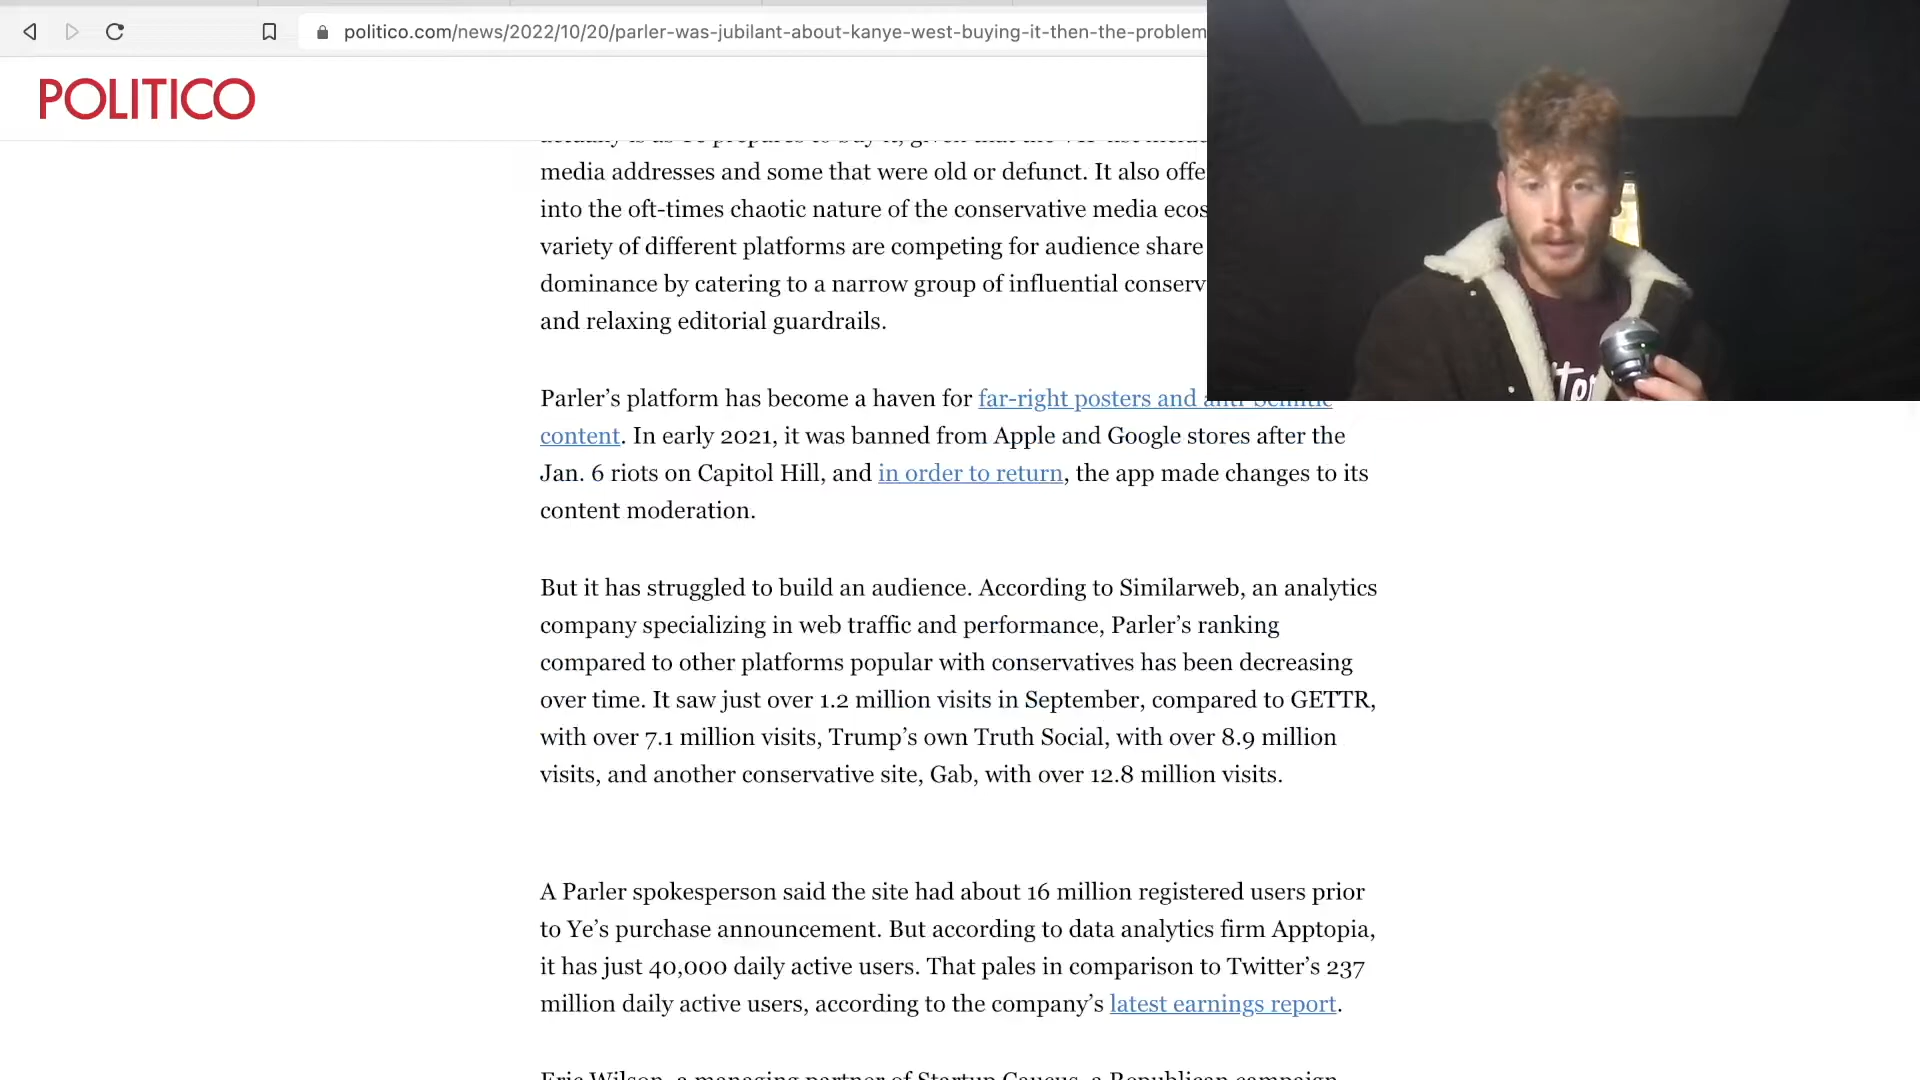 politico.com/news/2022/10/20/parler-was-jubilant-about-kanye-west-buying-it-then-the-problem
POLITICO
media addresses and some that were old or defunct. It also offe
into the oft-times chaotic nature of the conservative media ecos
variety of different platforms are competing for audience share
dominance by catering to a narrow group of influential conserv
and relaxing editorial guardrails.
Parler’s platform has become a haven for far-right posters and anti-Semitic
content. In early 2021, it was banned from Apple and Google stores after the
Jan. 6 riots on Capitol Hill, and in order to return, the app made changes to its
content moderation.
But it has struggled to build an audience. According to Similarweb, an analytics
company specializing in web traffic and performance, Parler’s ranking
compared to other platforms popular with conservatives has been decreasing
over time. It saw just over 1.2 million visits in September, compared to GETTR,
with over 7.1 million visits, Trump’s own Truth Social, with over 8.9 million
visits, and another conservative site, Gab, with over 12.8 million visits.
A Parler spokesperson said the site had about 16 million registered users prior
to Ye’s purchase announcement. But according to data analytics firm Apptopia,
it has just 40,000 daily active users. That pales in comparison to Twitter’s 237
million daily active users, according to the company’s latest earnings report.
Eric Wilson, a managing partner of Startup Caucus, a Republican campaign